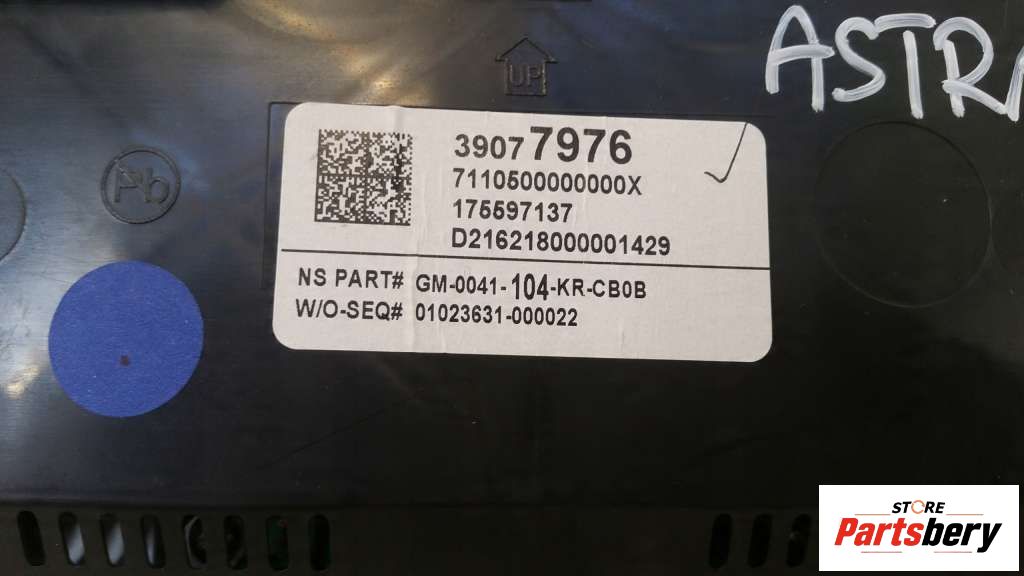 UP
ASTRA
39077976
7110500000000X
175597137
D216218000001429
NS PART# GM-0041-104-KR-CB0B
W/O-SEQ# 01023631-000022
Pb
STORE
Partsbery